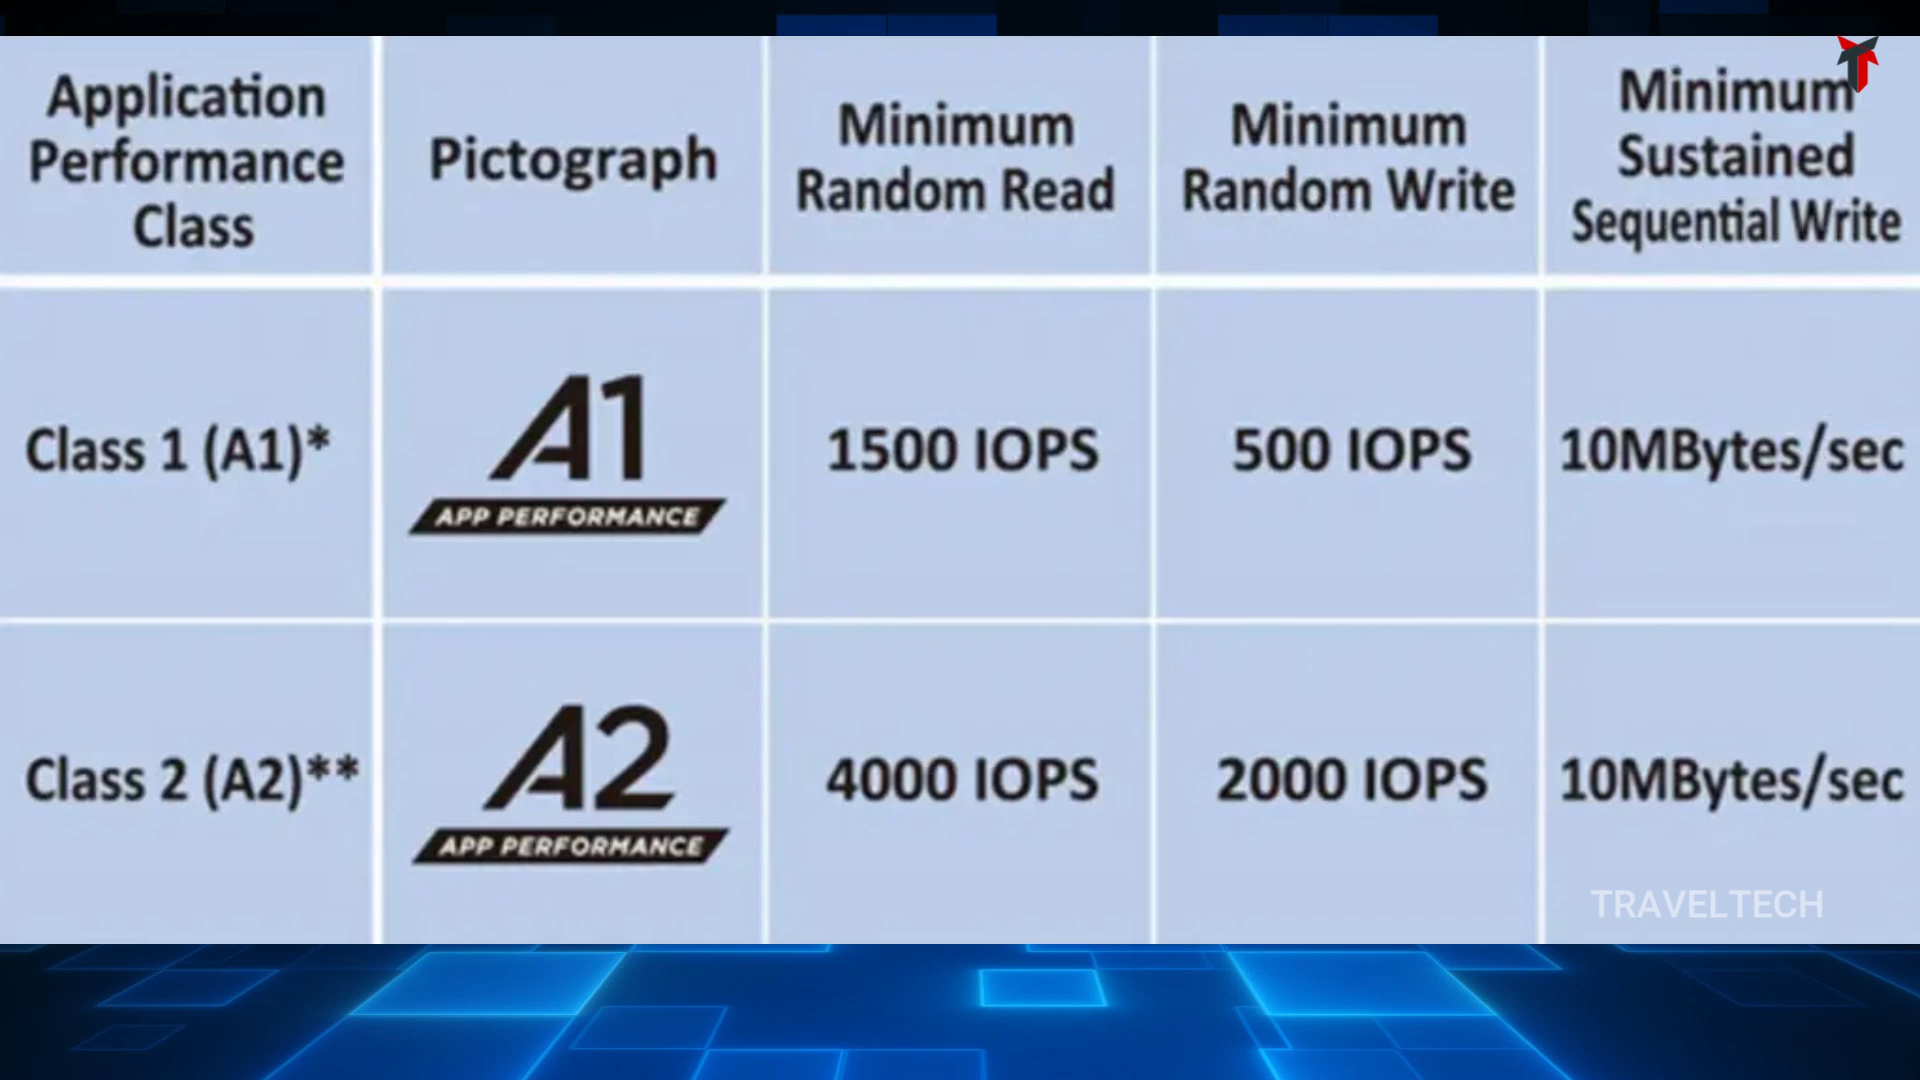 Application
Performance
Class
Pictograph
Minimum
Random Read
Minimum
Random Write
Minimum
Sustained
Sequential Write
Class 1 (A1)*
A1
APP PERFORMANCE
1500 IOPS
500 IOPS
10MBytes/sec
Class 2 (A2)**
A2
APP PERFORMANCE
4000 IOPS
2000 IOPS
10MBytes/sec
TRAVELTECH